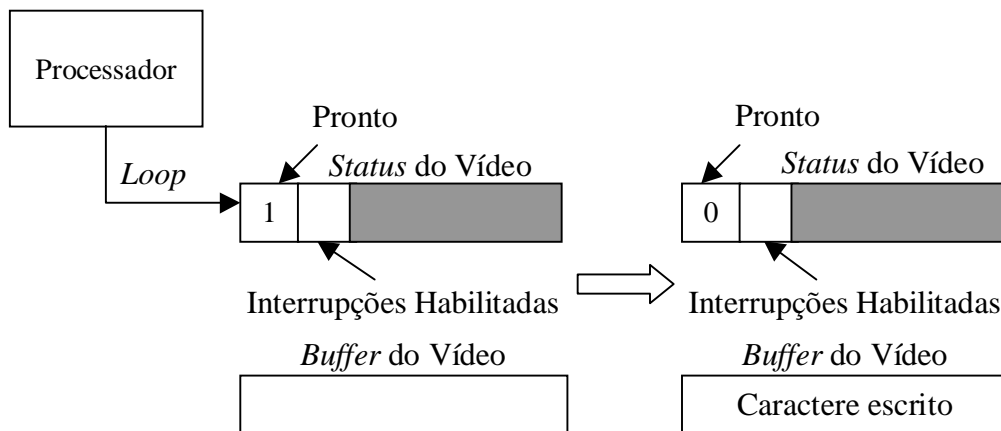 Processador
Loop
Pronto
Status do Vídeo
1
Interrupções Habilitadas
Buffer do Vídeo
Pronto
Status do Vídeo
0
Interrupções Habilitadas
Buffer do Vídeo
Caractere escrito